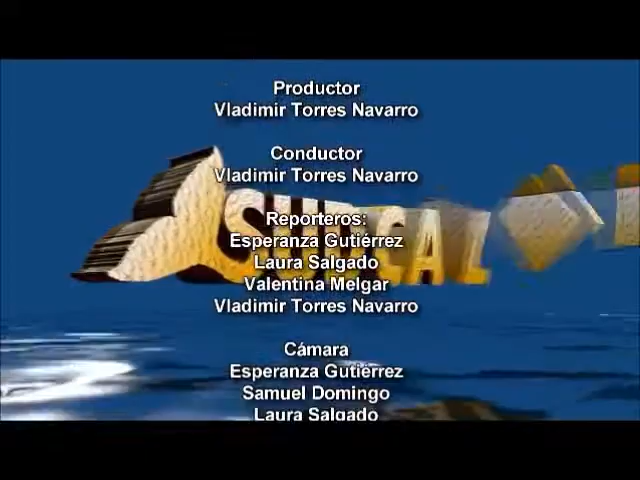 Productor
Vladimir Torres Navarro
Conductor
Vladimir Torres Navarro
Reporteros:
Esperanza Gutiérrez
Laura Salgado
Valentina Melgar
Vladimir Torres Navarro
Cámara
Esperanza Gutiérrez
Samuel Domingo
Laura Salgado